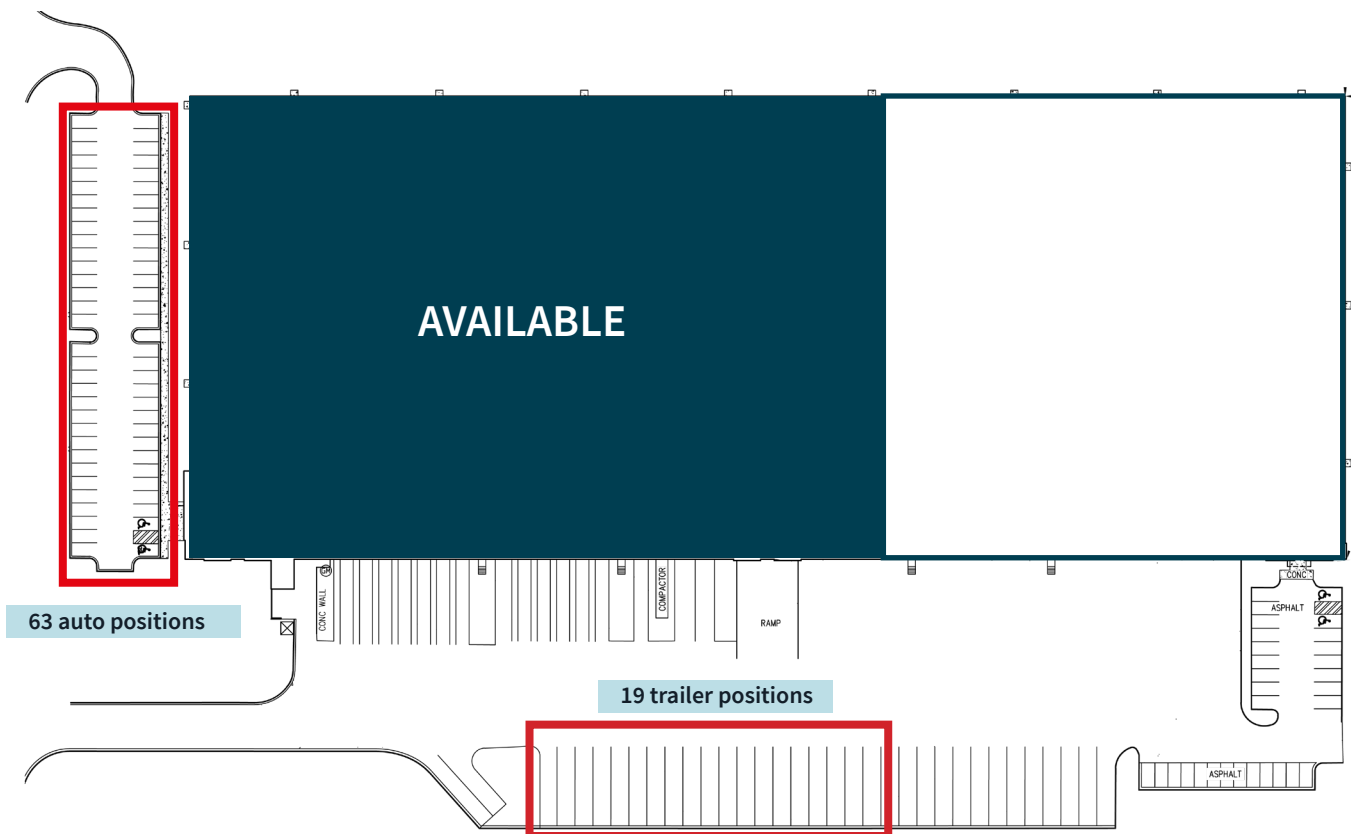 AVAILABLE
CONC WALL
COMPACTOR
RAMP
CONC
ASPHALT
63 auto positions
19 trailer positions
ASPHALT